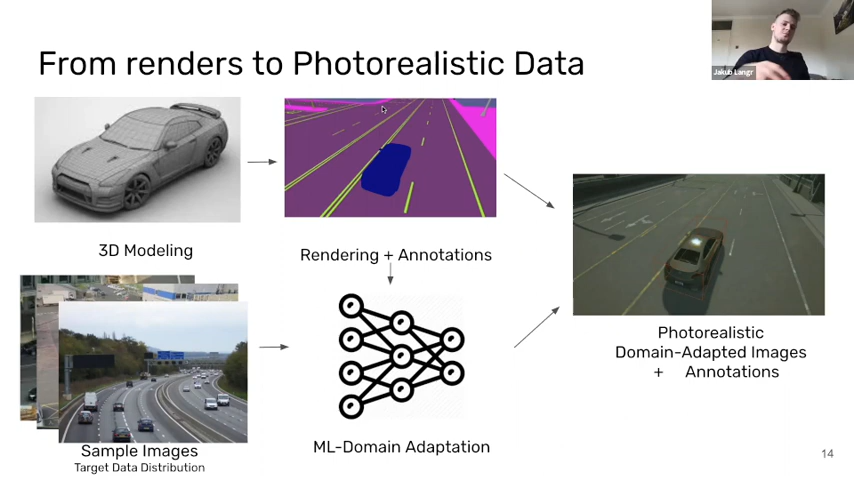 From renders to Photorealistic Data
Jakub Langr
3D Modeling
Rendering + Annotations
Photorealistic
Domain-Adapted Images
+ Annotations
ML-Domain Adaptation
Sample Images
Target Data Distribution
14